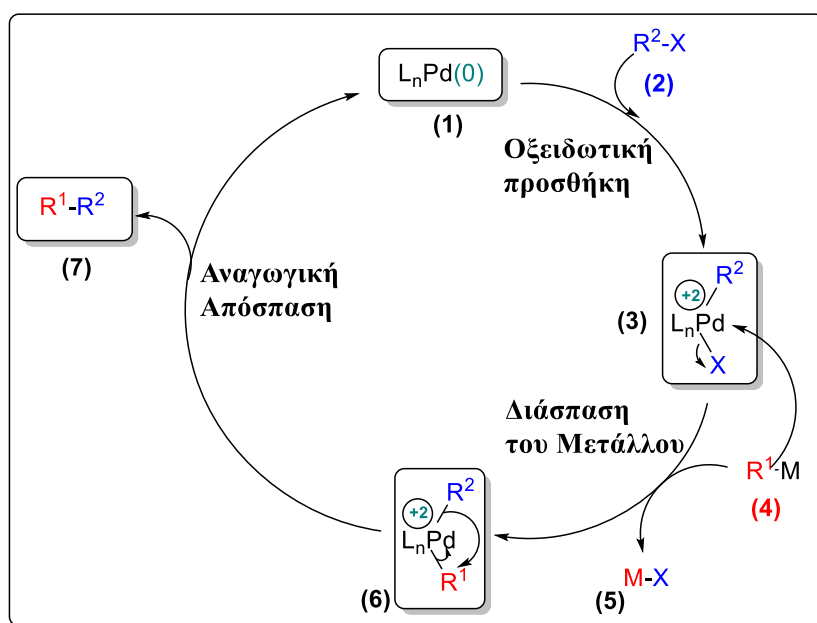 LₙPd(0)
(1)
R²-X
(2)
Οξειδωτική
προσθήκη
R¹-R²
(7)
Αναγωγική
Απόσπαση
+2
R²
LₙPd
X
(3)
Διάσπαση
του Μετάλλου
R¹-M
(4)
+2
R²
LₙPd
R¹
(6)
M-X
(5)